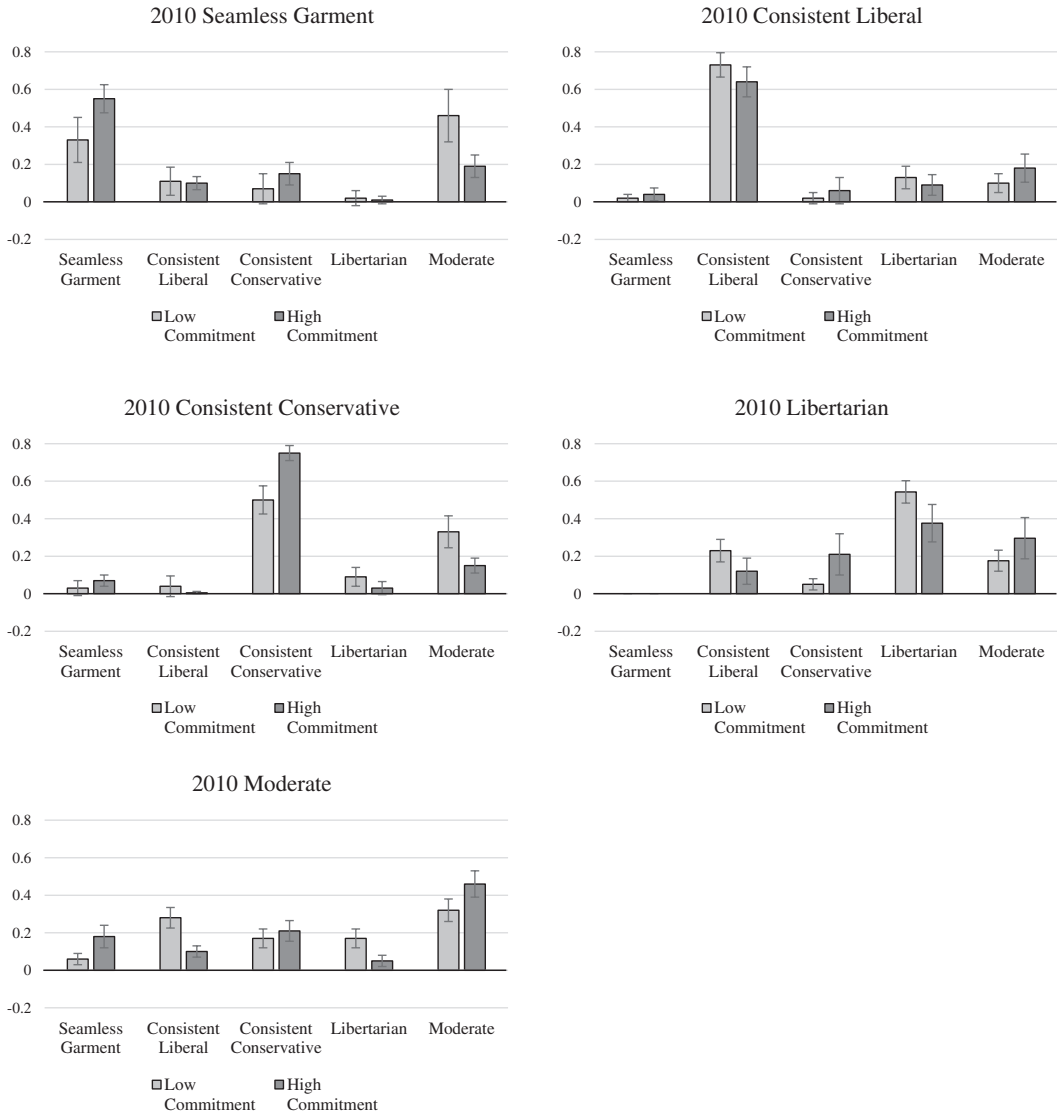 2010 Seamless Garment
0.8
0.6
0.4
0.2
0
-0.2
Seamless Garment
Consistent Liberal
Consistent Conservative
Libertarian
Moderate
Low Commitment
High Commitment
2010 Consistent Liberal
0.8
0.6
0.4
0.2
0
-0.2
Seamless Garment
Consistent Liberal
Consistent Conservative
Libertarian
Moderate
Low Commitment
High Commitment
2010 Consistent Conservative
0.8
0.6
0.4
0.2
0
-0.2
Seamless Garment
Consistent Liberal
Consistent Conservative
Libertarian
Moderate
Low Commitment
High Commitment
2010 Libertarian
0.8
0.6
0.4
0.2
0
-0.2
Seamless Garment
Consistent Liberal
Consistent Conservative
Libertarian
Moderate
Low Commitment
High Commitment
2010 Moderate
0.8
0.6
0.4
0.2
0
-0.2
Seamless Garment
Consistent Liberal
Consistent Conservative
Libertarian
Moderate
Low Commitment
High Commitment